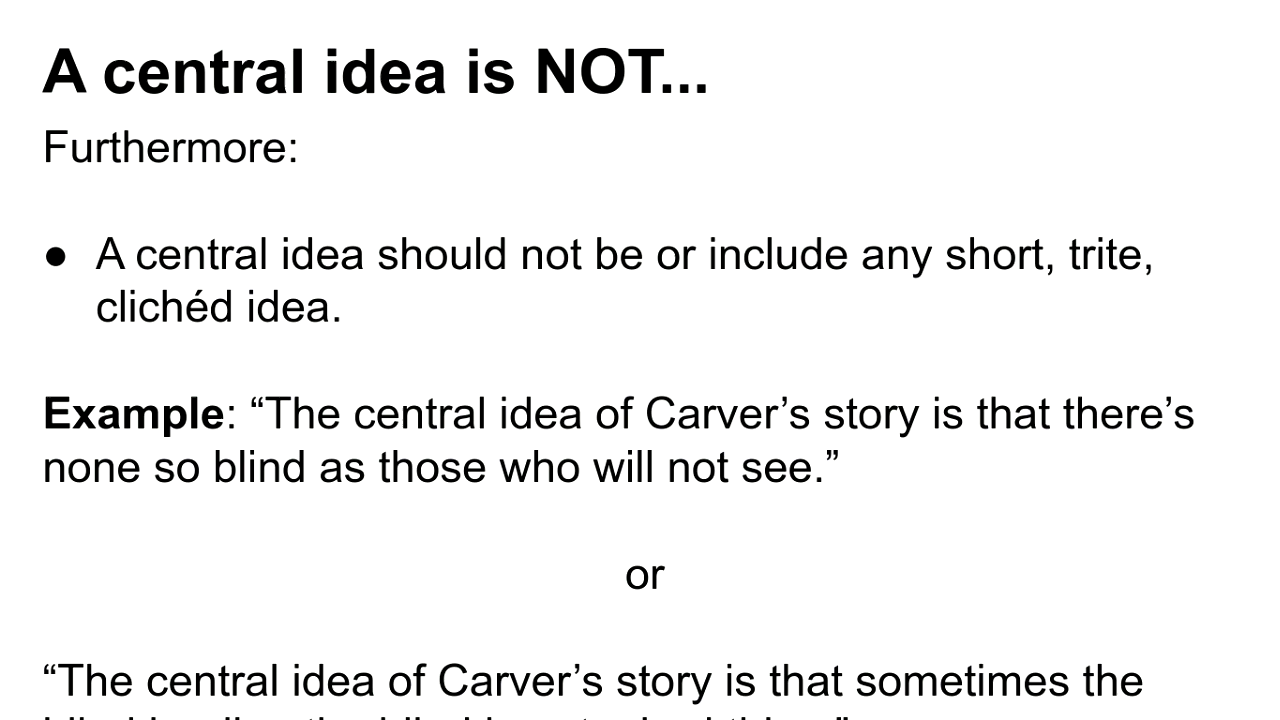 A central idea is NOT...
Furthermore:
● A central idea should not be or include any short, trite,
clichéd idea.
Example: “The central idea of Carver’s story is that there’s
none so blind as those who will not see.”
or
“The central idea of Carver’s story is that sometimes the